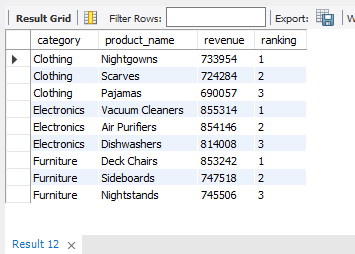 Result Grid Filter Rows: Export: W
category product_name revenue ranking
Clothing Nightgowns 733954 1
Clothing Scarves 724284 2
Clothing Pajamas 690057 3
Electronics Vacuum Cleaners 855314 1
Electronics Air Purifiers 854146 2
Electronics Dishwashers 814008 3
Furniture Deck Chairs 853242 1
Furniture Sideboards 747518 2
Furniture Nightstands 745506 3
Result 12